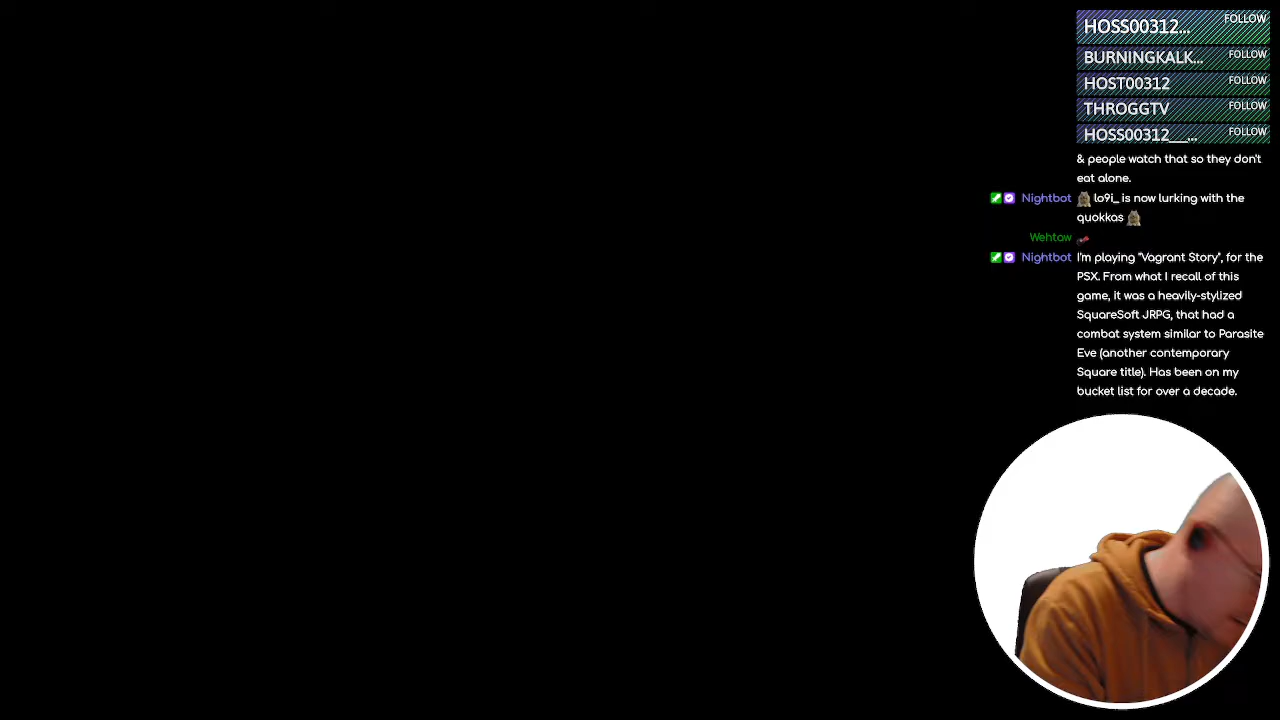 HOSS00312... FOLLOW
BURNINGKALK... FOLLOW
HOST00312 FOLLOW
THROGGTV FOLLOW
HOSS00312__... FOLLOW
& people watch that so they don't
eat alone.
Nightbot lo9i_ is now lurking with the
quokkas
Wehtaw
Nightbot I'm playing "Vagrant Story", for the
PSX. From what I recall of this
game, it was a heavily-stylized
SquareSoft JRPG, that had a
combat system similar to Parasite
Eve (another contemporary
Square title). Has been on my
bucket list for over a decade.